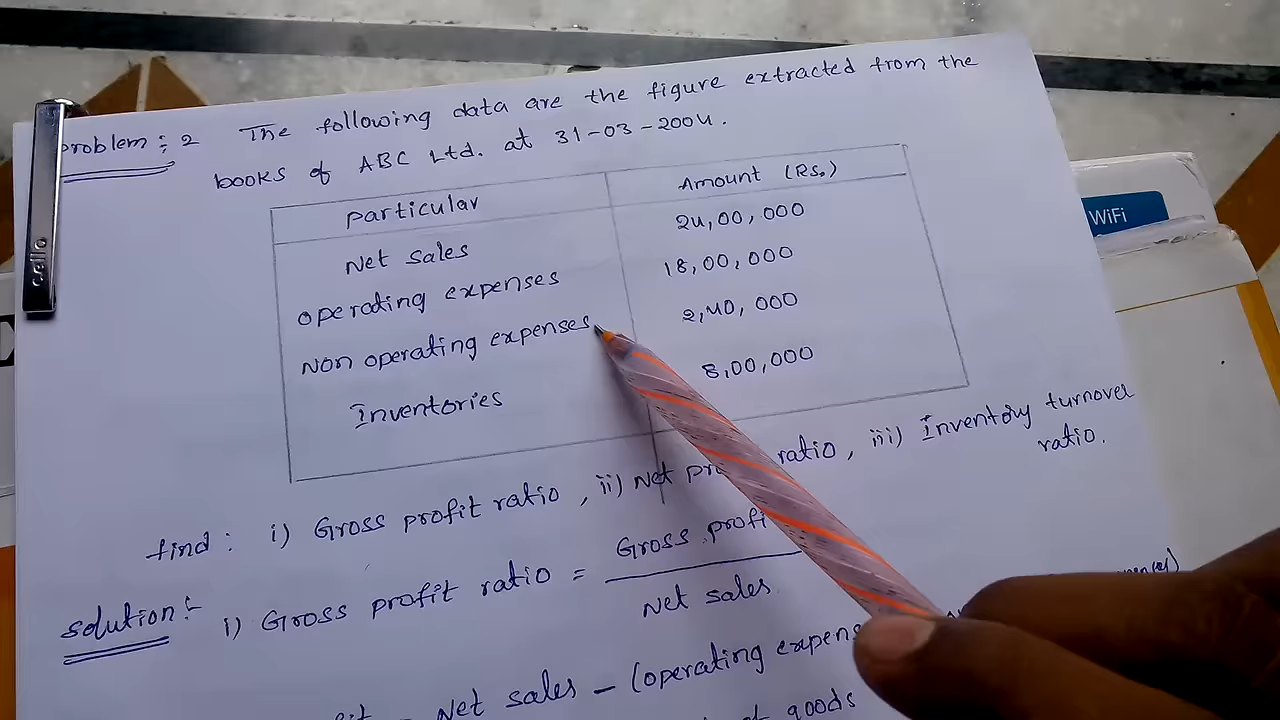 problem : 2 The following data are the figure extracted from the
books of ABC Ltd. at 31-03-2004.
particular Amount (Rs.)
Net sales 24,00,000
operating expenses 18,00,000
Non operating expenses 2,40,000
Inventories 8,00,000
find : i) Gross profit ratio , ii) Net ratio , iii) Inventory turnover
ratio.
solution :- i) Gross profit ratio = Gross profit
Net sales
Net sales - (operating
goods
cello
WiFi